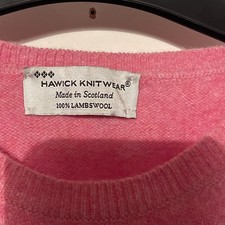 HAWICK KNITWEAR®
Made in Scotland
100% LAMBSWOOL